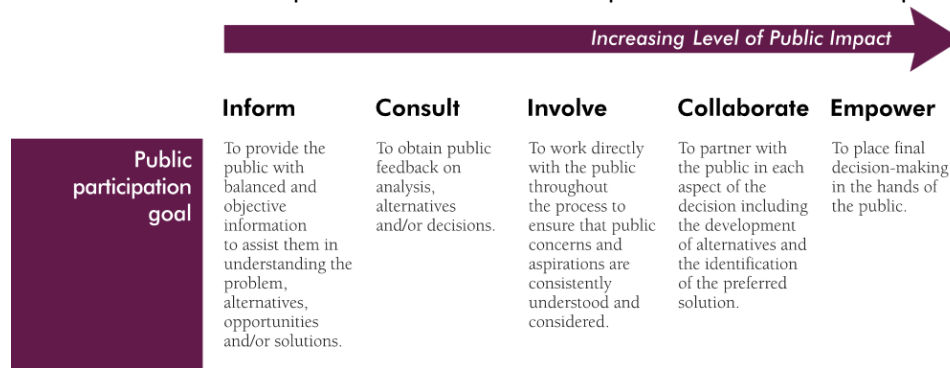 Increasing Level of Public Impact
Inform
Consult
Involve
Collaborate
Empower
Public
participation
goal
To provide the
public with
balanced and
objective
information
to assist them in
understanding the
problem,
alternatives,
opportunities
and/or solutions.
To obtain public
feedback on
analysis,
alternatives
and/or decisions.
To work directly
with the public
throughout
the process to
ensure that public
concerns and
aspirations are
consistently
understood and
considered.
To partner with
the public in each
aspect of the
decision including
the development
of alternatives and
the identification
of the preferred
solution.
To place final
decision-making
in the hands of
the public.